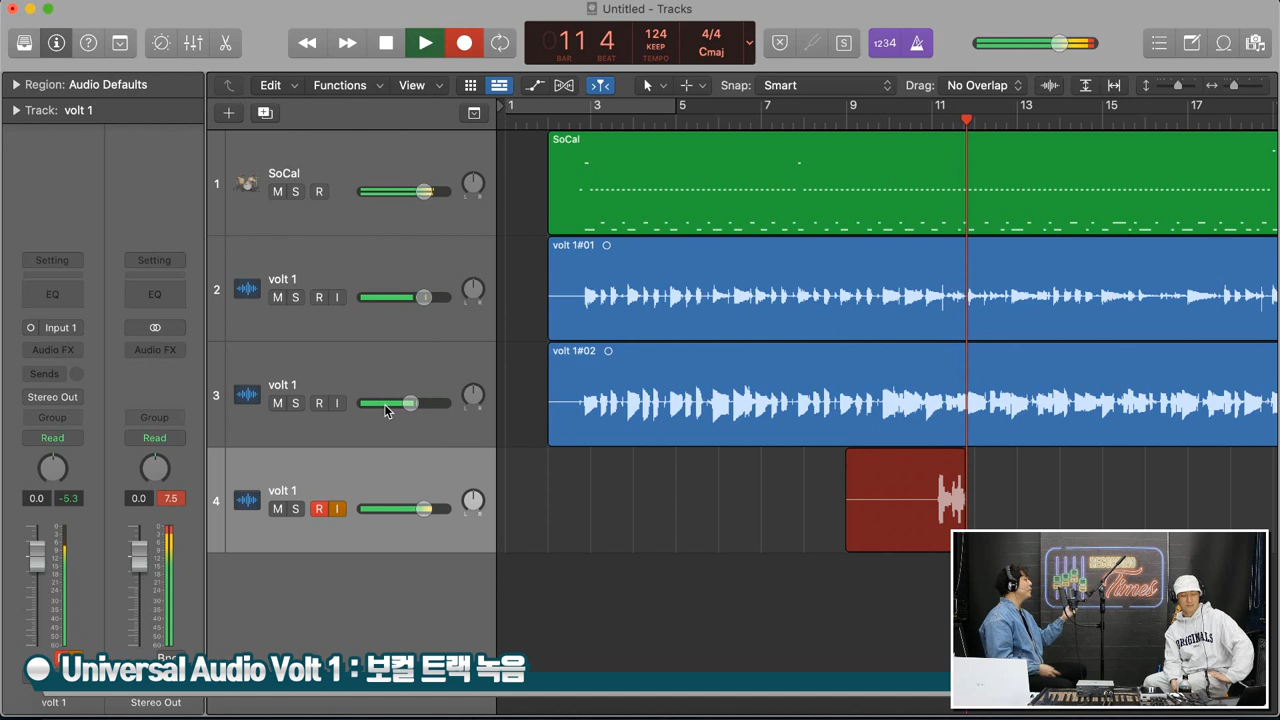 Untitled - Tracks
11 4
BAR BEAT
124
KEEP
TEMPO
4/4
Cmaj
1234
S
Region: Audio Defaults
Track: volt 1
Edit
Functions
View
Snap: Smart
Drag: No Overlap
1 3 5 7 9 11 13 15 17
1
SoCal
M S R
L R
SoCal
2
volt 1
M S R I
L R
volt 1#01
3
volt 1
M S R I
L R
volt 1#02
4
volt 1
M S R I
L R
Setting
Setting
EQ
EQ
Input 1
Audio FX
Audio FX
Sends
Stereo Out
Group
Group
Read
Read
0.0 -5.3
0.0 7.5
Bnc
volt 1
Stereo Out
Universal Audio Volt 1 : 보컬 트랙 녹음
Times
ORIGINALS